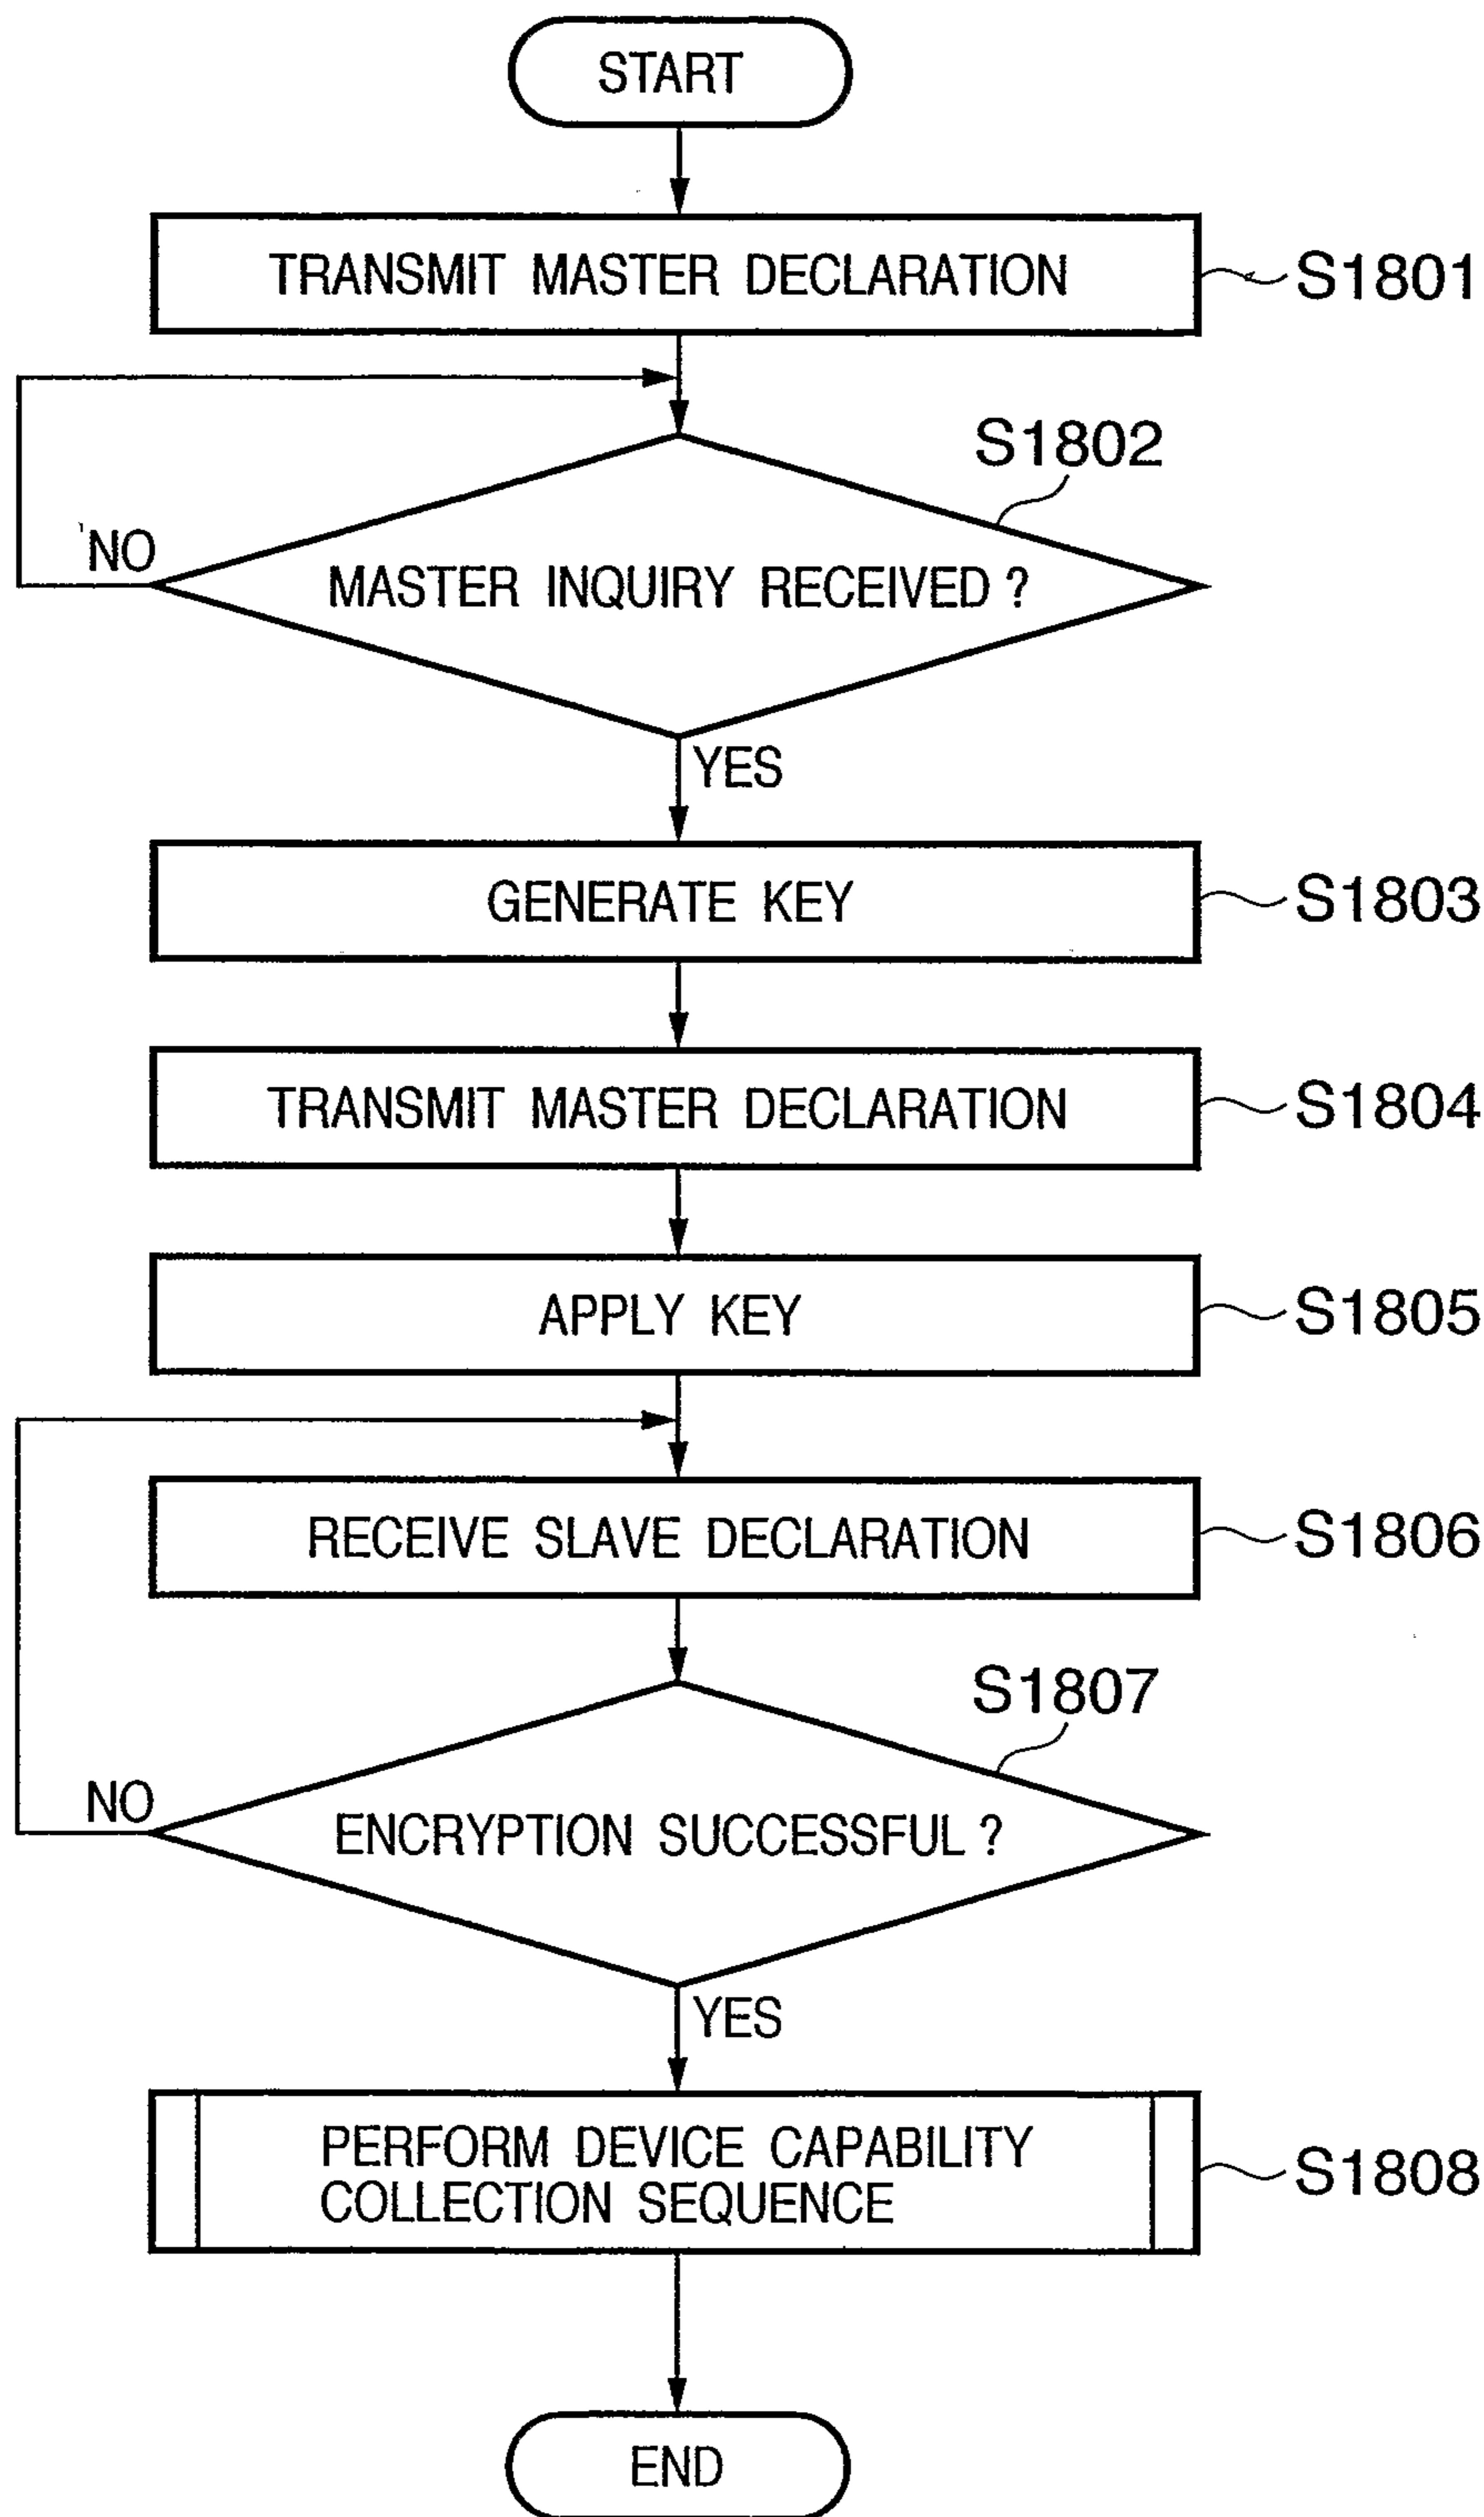 START
TRANSMIT MASTER DECLARATION
S1801
S1802
NO
MASTER INQUIRY RECEIVED ?
YES
GENERATE KEY
S1803
TRANSMIT MASTER DECLARATION
S1804
APPLY KEY
S1805
RECEIVE SLAVE DECLARATION
S1806
S1807
NO
ENCRYPTION SUCCESSFUL ?
YES
PERFORM DEVICE CAPABILITY
COLLECTION SEQUENCE
S1808
END